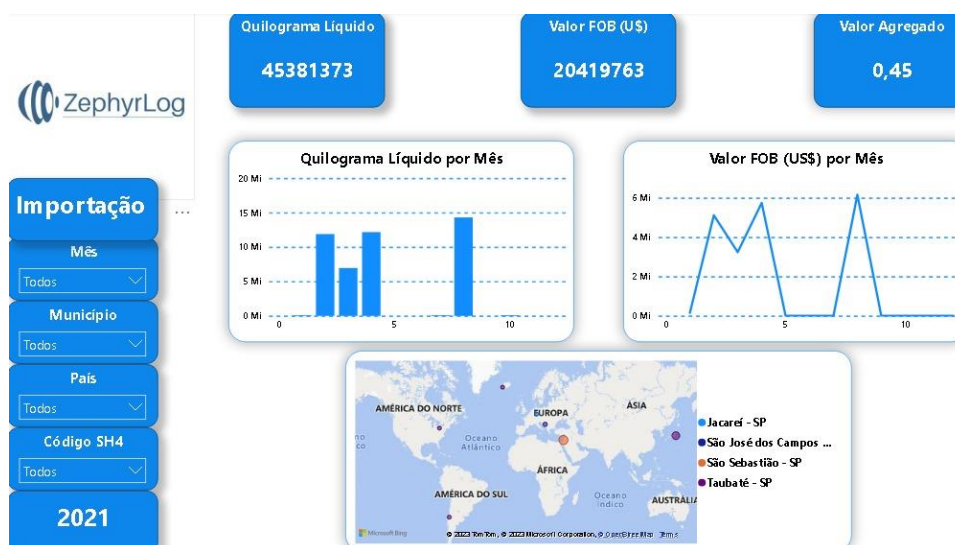 Quilograma Líquido
45381373
Valor FOB (U$)
20419763
Valor Agregado
0,45
ZephyrLog
Importação
...
Mês
Todos
Município
Todos
País
Todos
Código SH4
Todos
2021
Quilograma Líquido por Mês
20 Mi
15 Mi
10 Mi
5 Mi
0 Mi
0 5 10
Valor FOB (US$) por Mês
6 Mi
4 Mi
2 Mi
0 Mi
0 5 10
AMÉRICA DO NORTE
EUROPA
ÁSIA
Oceano
Atlântico
ÁFRICA
AMÉRICA DO SUL
Oceano
Índico
AUSTRÁLIA
Microsoft Bing
© 2023 TomTom, © 2023 Microsoft Corporation, © OpenStreetMap Terms
Jacareí - SP
São José dos Campos ...
São Sebastião - SP
Taubaté - SP